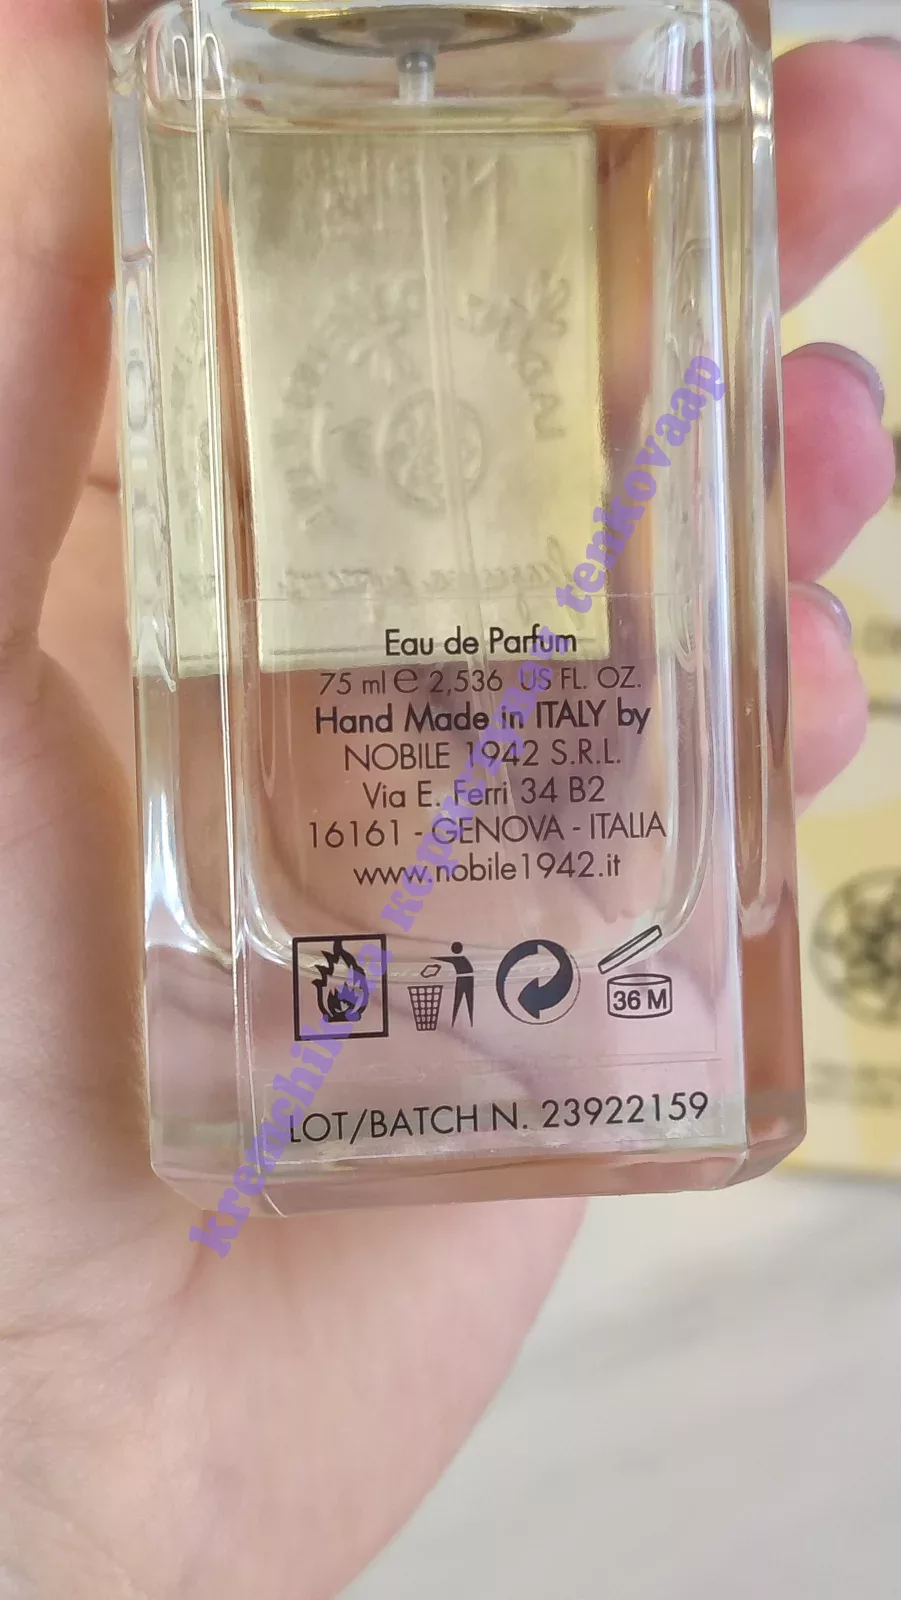 Eau de Parfum
75 ml e 2,536 US FL. OZ.
Hand Made in ITALY by
NOBILE 1942 S.R.L.
Via E. Ferri 34 B2
16161 - GENOVA - ITALIA
www.nobile1942.it
36 M
LOT/BATCH N. 23922159
tenkovaap